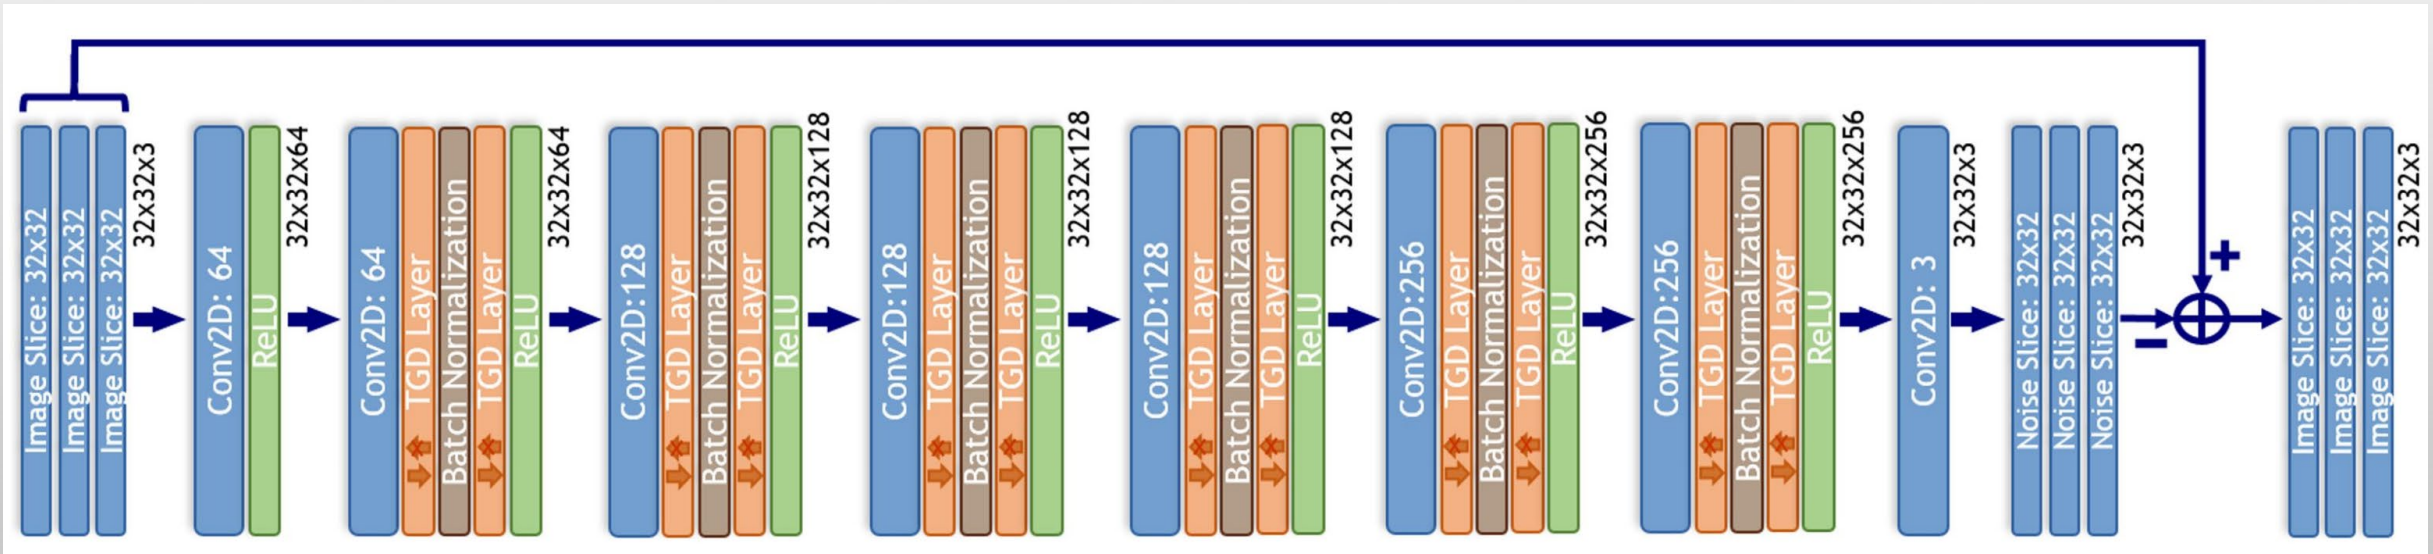 Image Slice: 32x32
Image Slice: 32x32
Image Slice: 32x32
32x32x3
Conv2D: 64
ReLU
32x32x64
Conv2D: 64
TGD Layer
Batch Normalization
TGD Layer
ReLU
32x32x64
Conv2D:128
TGD Layer
Batch Normalization
TGD Layer
ReLU
32x32x128
Conv2D:128
TGD Layer
Batch Normalization
TGD Layer
ReLU
32x32x128
Conv2D:128
TGD Layer
Batch Normalization
TGD Layer
ReLU
32x32x128
Conv2D:256
TGD Layer
Batch Normalization
TGD Layer
ReLU
32x32x256
Conv2D:256
TGD Layer
Batch Normalization
TGD Layer
ReLU
32x32x256
Conv2D: 3
32x32x3
Noise Slice: 32x32
Noise Slice: 32x32
Noise Slice: 32x32
32x32x3
+
−
Image Slice: 32x32
Image Slice: 32x32
Image Slice: 32x32
32x32x3